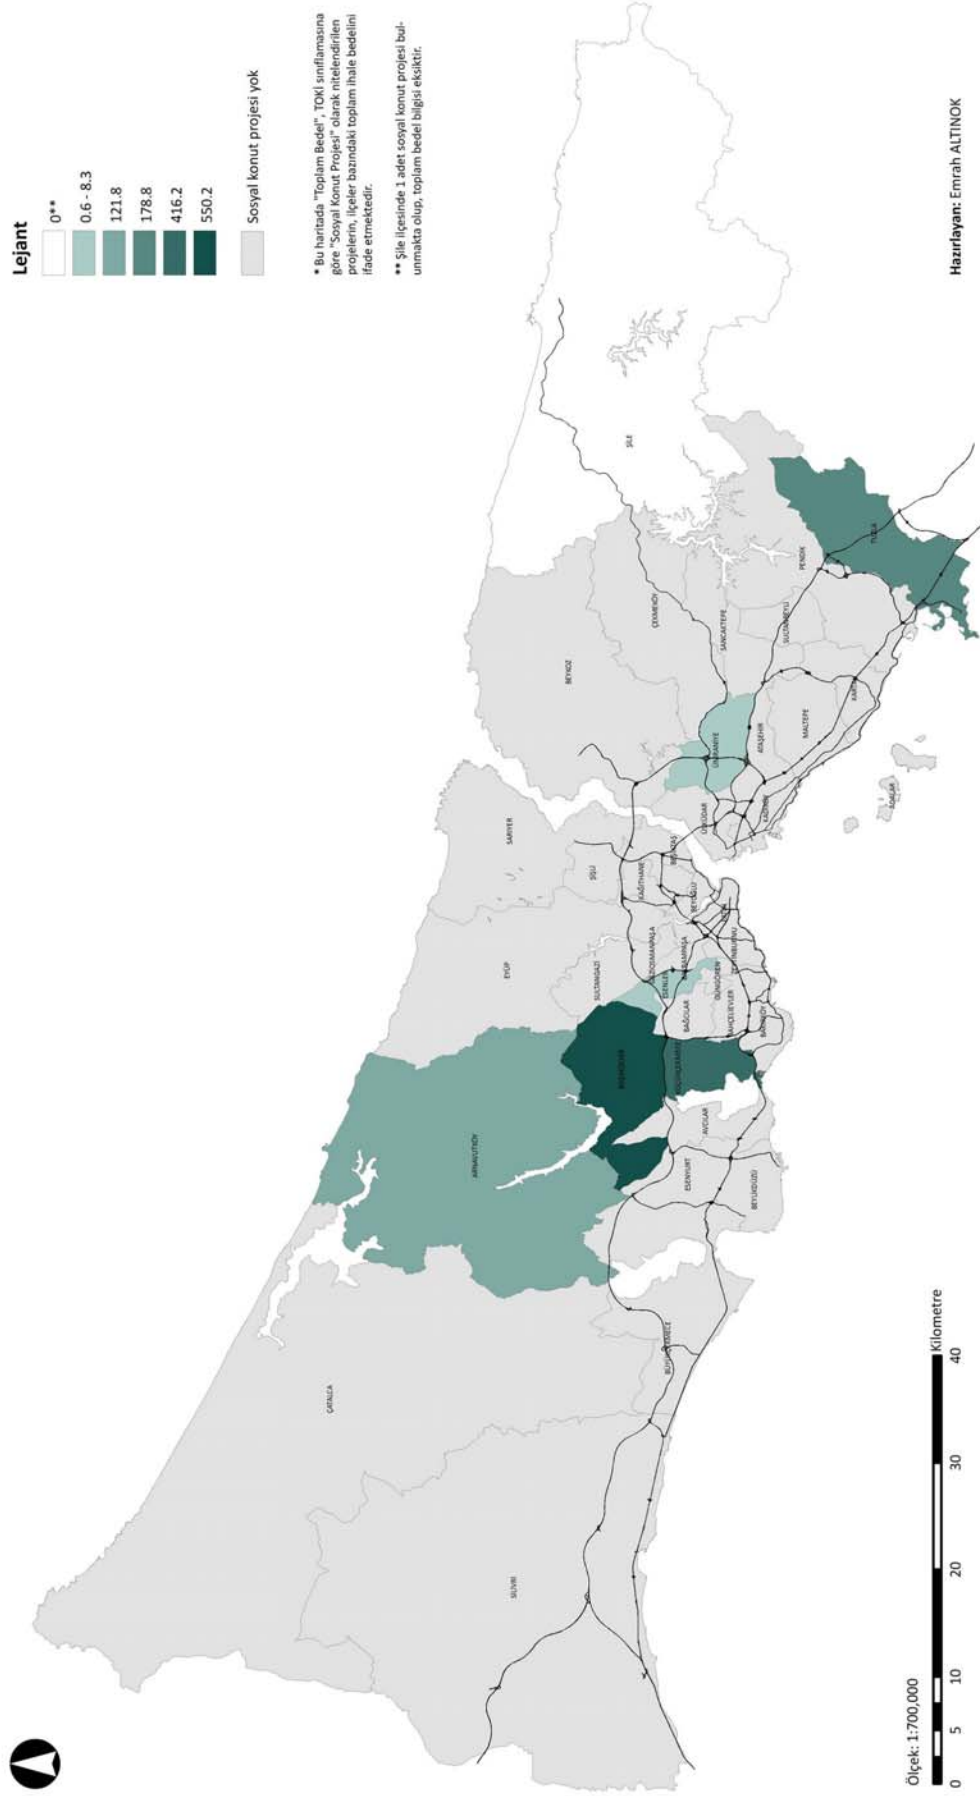 Lejant
0**
0.6 - 8.3
121.8
178.8
416.2
550.2
Sosyal konut projesi yok
* Bu haritada "Toplam Bedel", TOKİ sınıflamasına
göre "Sosyal Konut Projesi" olarak nitelendirilen
projelerin, ilçeler bazındaki toplam ihale bedelini
ifade etmektedir.
** Şile ilçesinde 1 adet sosyal konut projesi bul-
unmakta olup, toplam bedel bilgisi eksiktir.
ÇATALCA
SİLİVRİ
BÜYÜKÇEKMECE
ARNAVUTKÖY
ESENYURT
BEYLİKDÜZÜ
AVCILAR
BAŞAKŞEHİR
KÜÇÜKÇEKMECE
EYÜP
SULTANGAZİ
ESENLER
BAĞCILAR
GÜNGÖREN
BAHÇELİEVLER
BAKIRKÖY
GAZİOSMANPAŞA
BAYRAMPAŞA
ZEYTİNBURNU
SARIYER
ŞİŞLİ
KAĞITHANE
BEYOĞLU
BEŞİKTAŞ
BEYKOZ
ÜSKÜDAR
KADIKÖY
ÜMRANİYE
ATAŞEHİR
MALTEPE
ADALAR
KARTAL
ÇEKMEKÖY
SANCAKTEPE
SULTANBEYLİ
PENDİK
TUZLA
ŞİLE
Ölçek: 1:700,000
0
5
10
20
30
40
Kilometre
Hazırlayan: Emrah ALTINOK